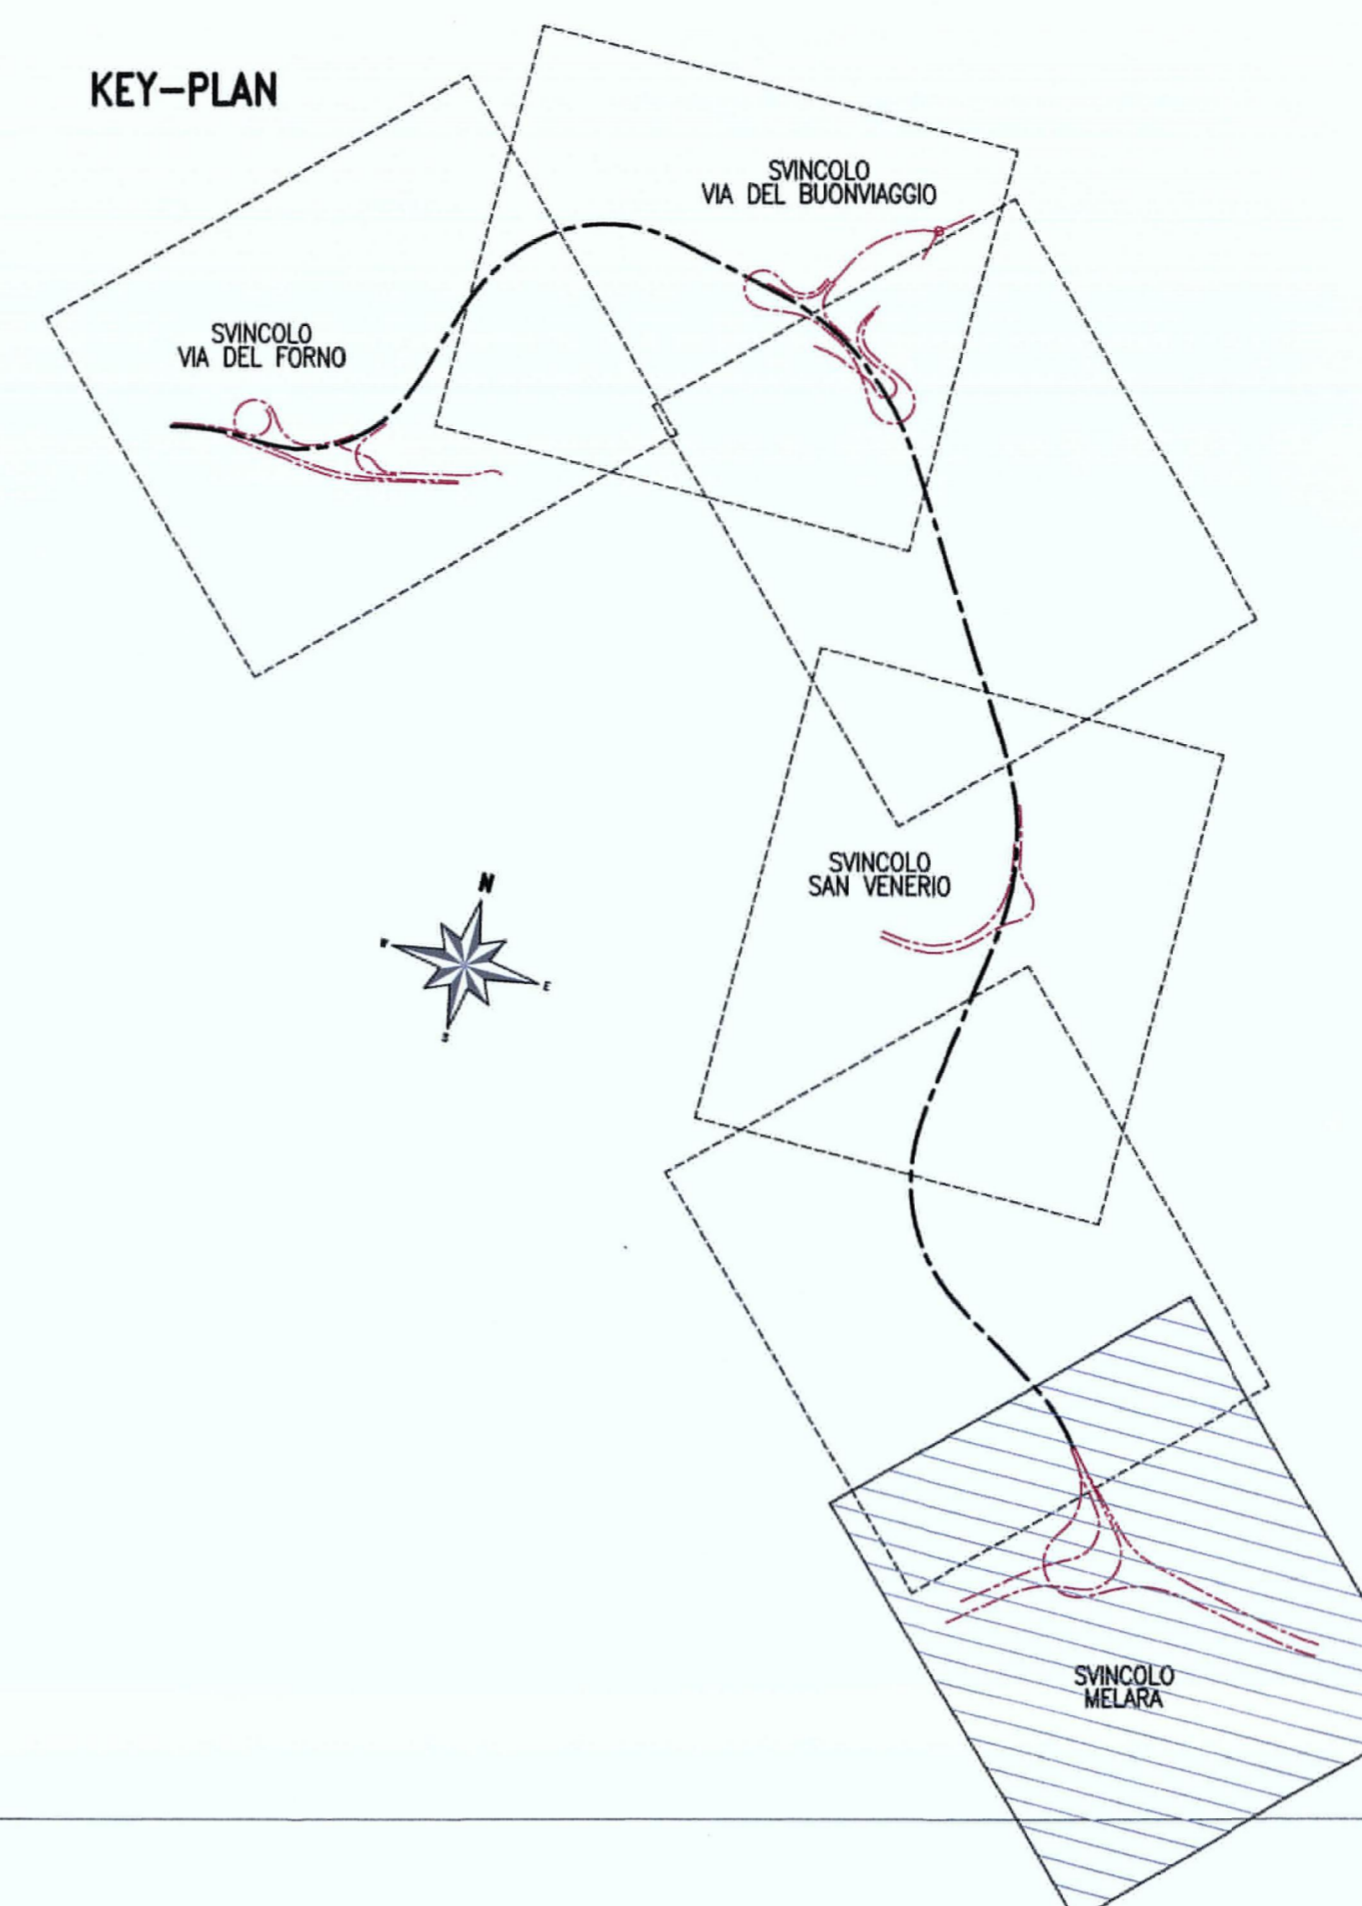 KEY-PLAN
SVINCOLO
VIA DEL BUONVIAGGIO
SVINCOLO
VIA DEL FORNO
SVINCOLO
SAN VENERIO
N
W
E
S
SVINCOLO
MELARA